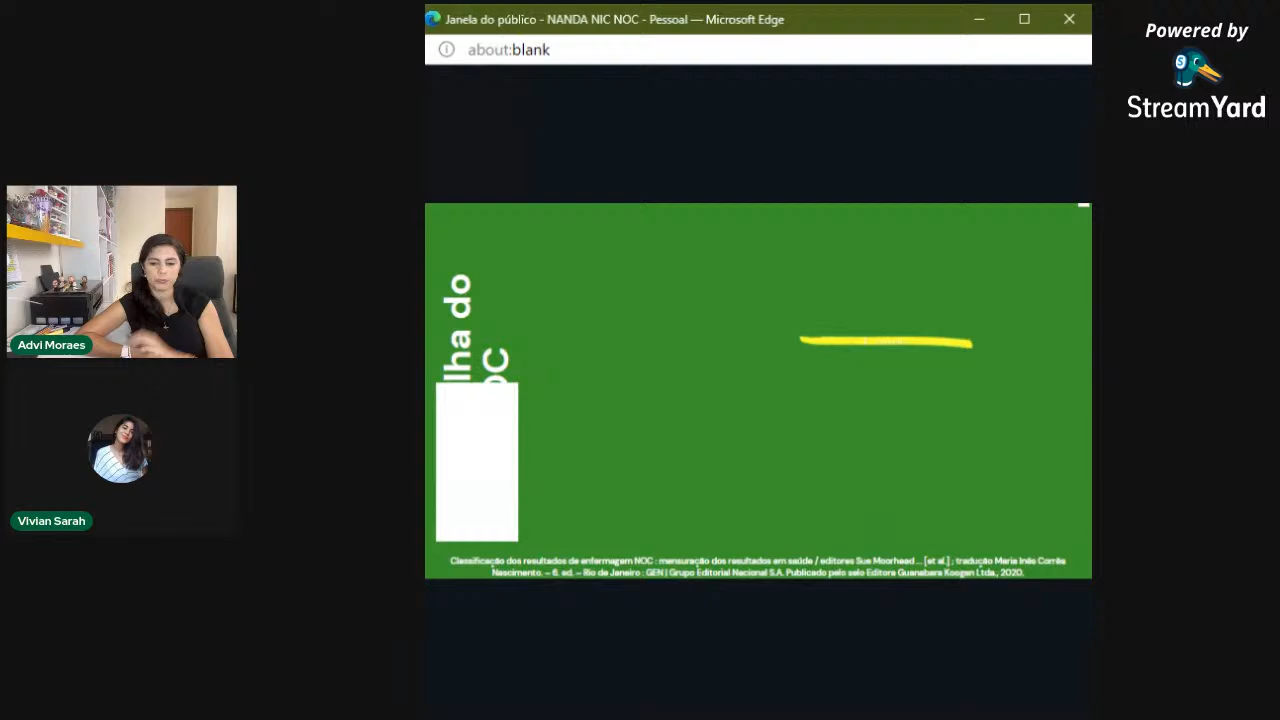 Janela do público - NANDA NIC NOC - Pessoal — Microsoft Edge
about:blank
Powered by
StreamYard
Advi Moraes
Vivian Sarah
lha do
OC
Classificação dos resultados de enfermagem NOC : mensuração dos resultados em saúde / editores Sue Moorhead ... [et al.] ; tradução Maria Inês Corrêa
Nascimento. – 6. ed. – Rio de Janeiro : GEN | Grupo Editorial Nacional S.A. Publicado pelo selo Editora Guanabara Koogan Ltda., 2020.